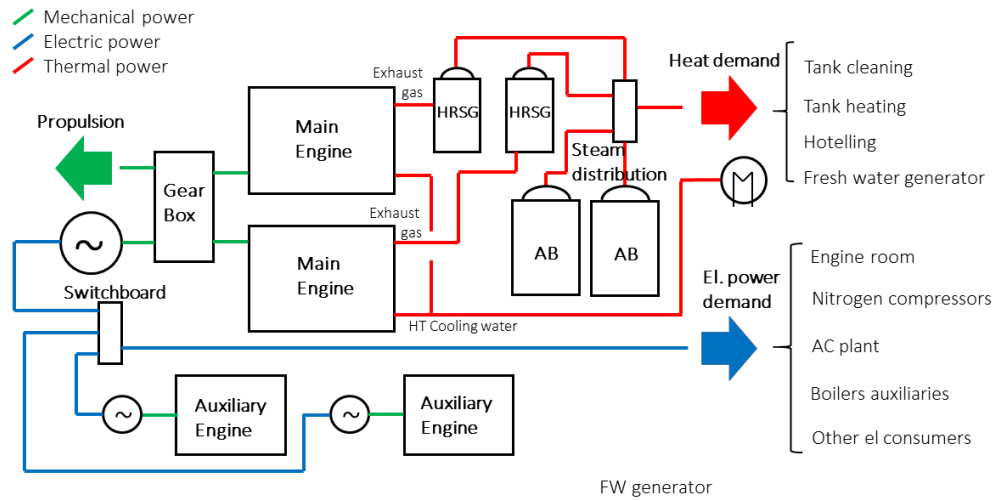 Mechanical power
Electric power
Thermal power
Propulsion
Gear
Box
Main
Engine
Exhaust
gas
HRSG
HRSG
Heat demand
Tank cleaning
Tank heating
Hotelling
Fresh water generator
Steam
distribution
AB
AB
M
~
Switchboard
Main
Engine
Exhaust
gas
HT Cooling water
El. power
demand
Engine room
Nitrogen compressors
AC plant
Boilers auxiliaries
Other el consumers
~
Auxiliary
Engine
~
Auxiliary
Engine
FW generator